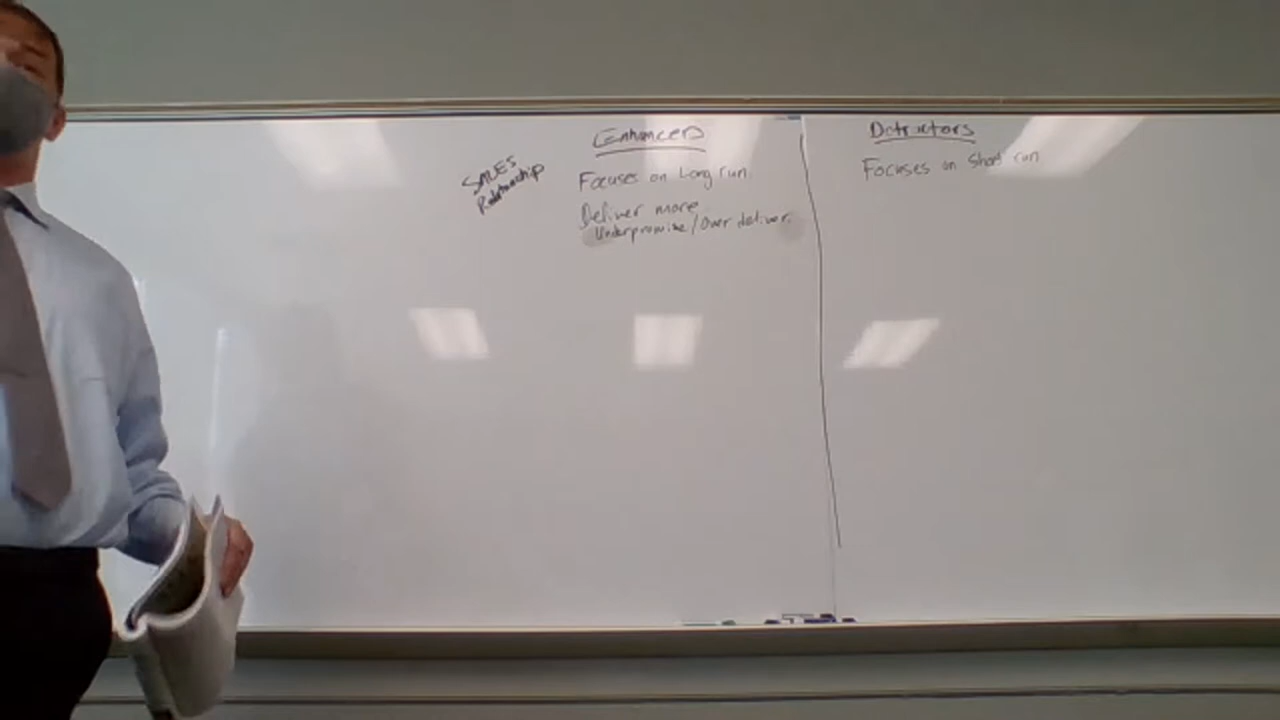 Enhancers
Detractors
SALES
Relationship
Focuses on Long run
Focuses on Short run
Deliver more
Underpromise/Over deliver